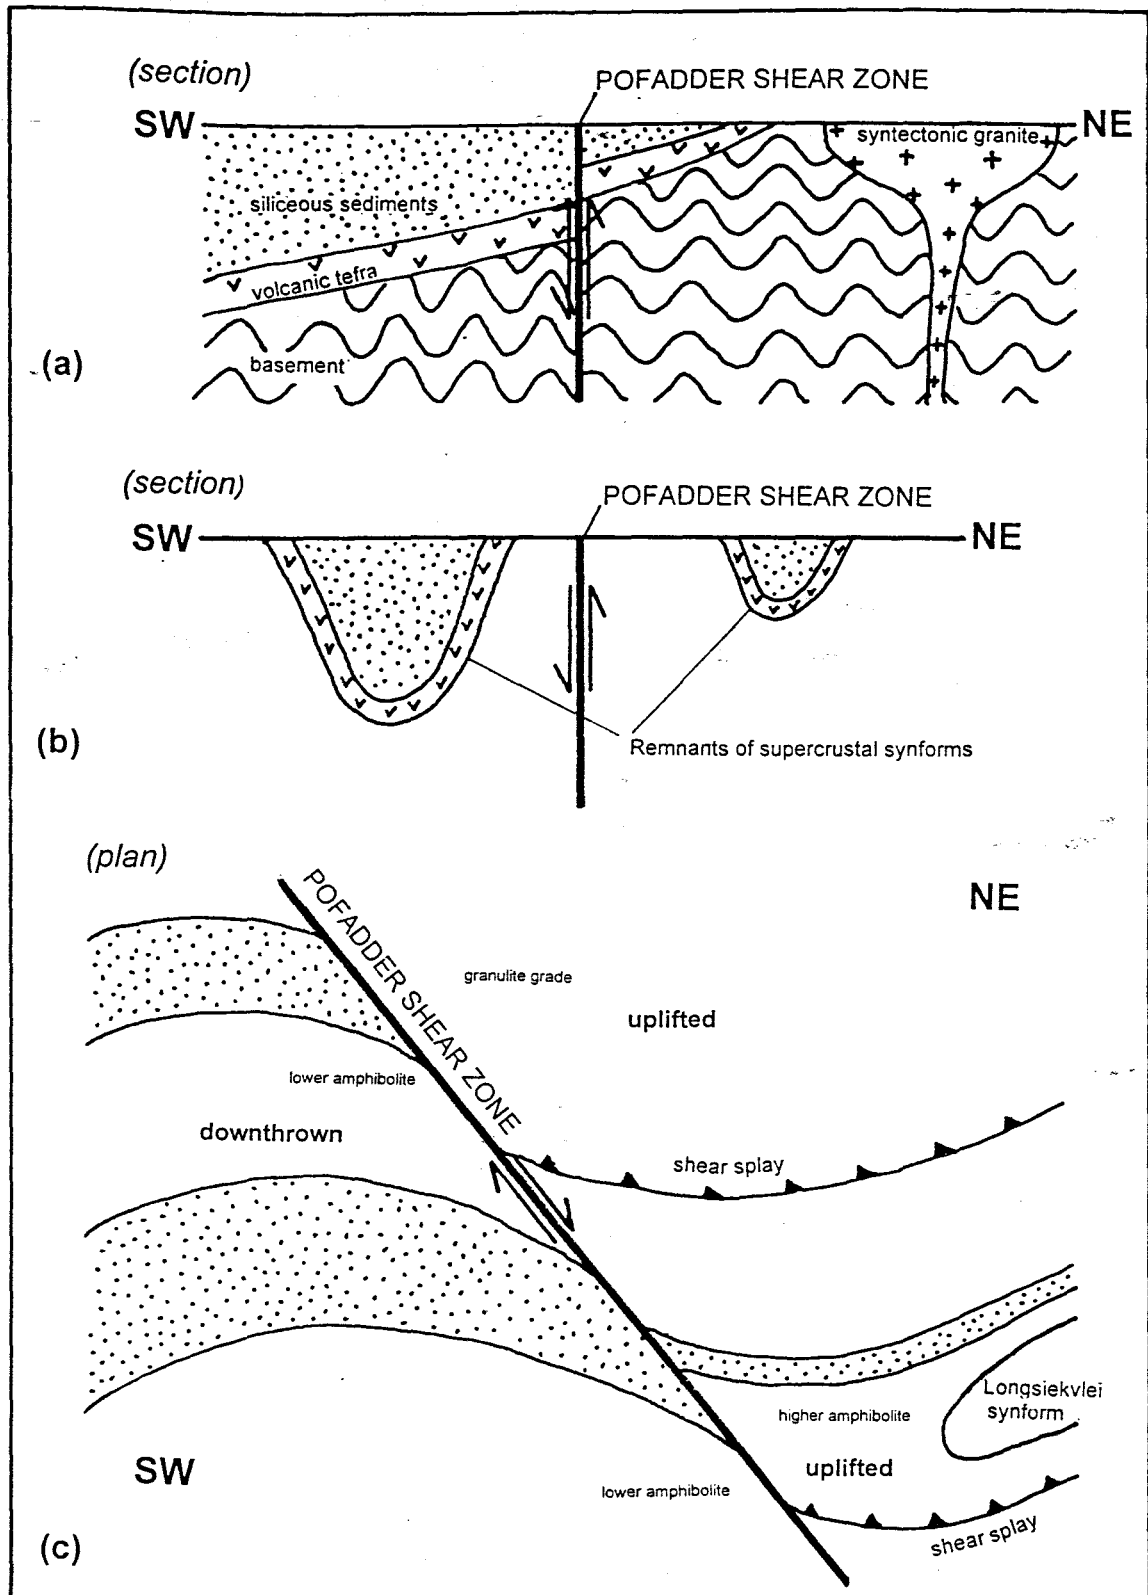 (section)
POFADDER SHEAR ZONE
SW
NE
syntectonic granite
siliceous sediments
volcanic tefra
basement
(a)
(section)
POFADDER SHEAR ZONE
SW
NE
Remnants of supercrustal synforms
(b)
(plan)
NE
POFADDER SHEAR ZONE
granulite grade
uplifted
lower amphibolite
downthrown
shear splay
Longsiekvlei
synform
higher amphibolite
uplifted
SW
lower amphibolite
shear splay
(c)